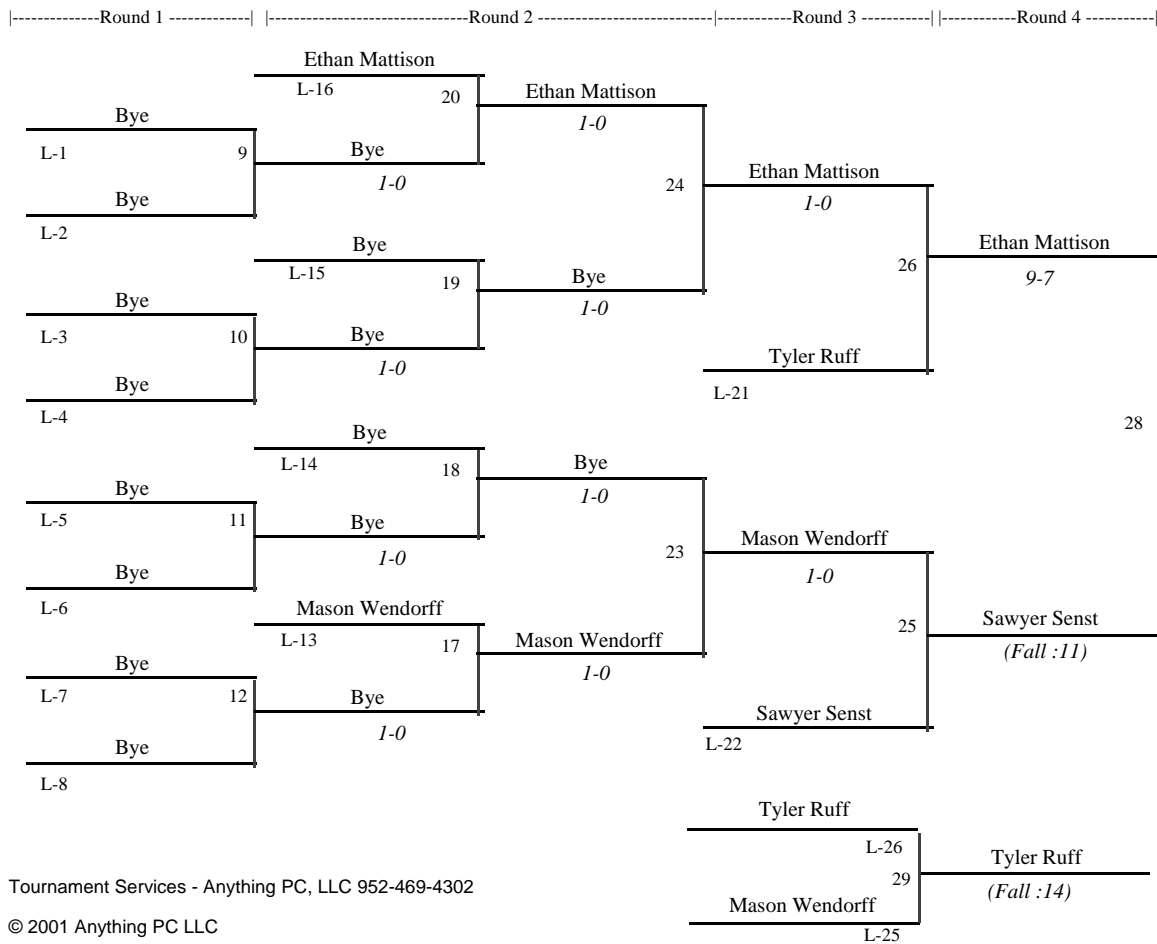 |-------------Round 1 -------------| |-----------------------------Round 2 -------------------------|-------------Round 3 -----------| ||-----------Round 4 -----------|
Ethan Mattison
L-16
20
Ethan Mattison
1-0
Bye
L-1
9
Bye
1-0
Bye
L-2
24
Ethan Mattison
1-0
Bye
L-15
19
Bye
1-0
Bye
L-3
10
Bye
1-0
Bye
L-4
26
Ethan Mattison
9-7
Tyler Ruff
L-21
28
Bye
L-14
18
Bye
1-0
Bye
L-5
11
Bye
1-0
Bye
L-6
23
Mason Wendorff
1-0
Mason Wendorff
L-13
17
Mason Wendorff
1-0
Bye
L-7
12
Bye
1-0
Bye
L-8
25
Sawyer Senst
(Fall :11)
Sawyer Senst
L-22
Tyler Ruff
L-26
29
Tyler Ruff
(Fall :14)
Mason Wendorff
L-25
Tournament Services - Anything PC, LLC 952-469-4302
© 2001 Anything PC LLC